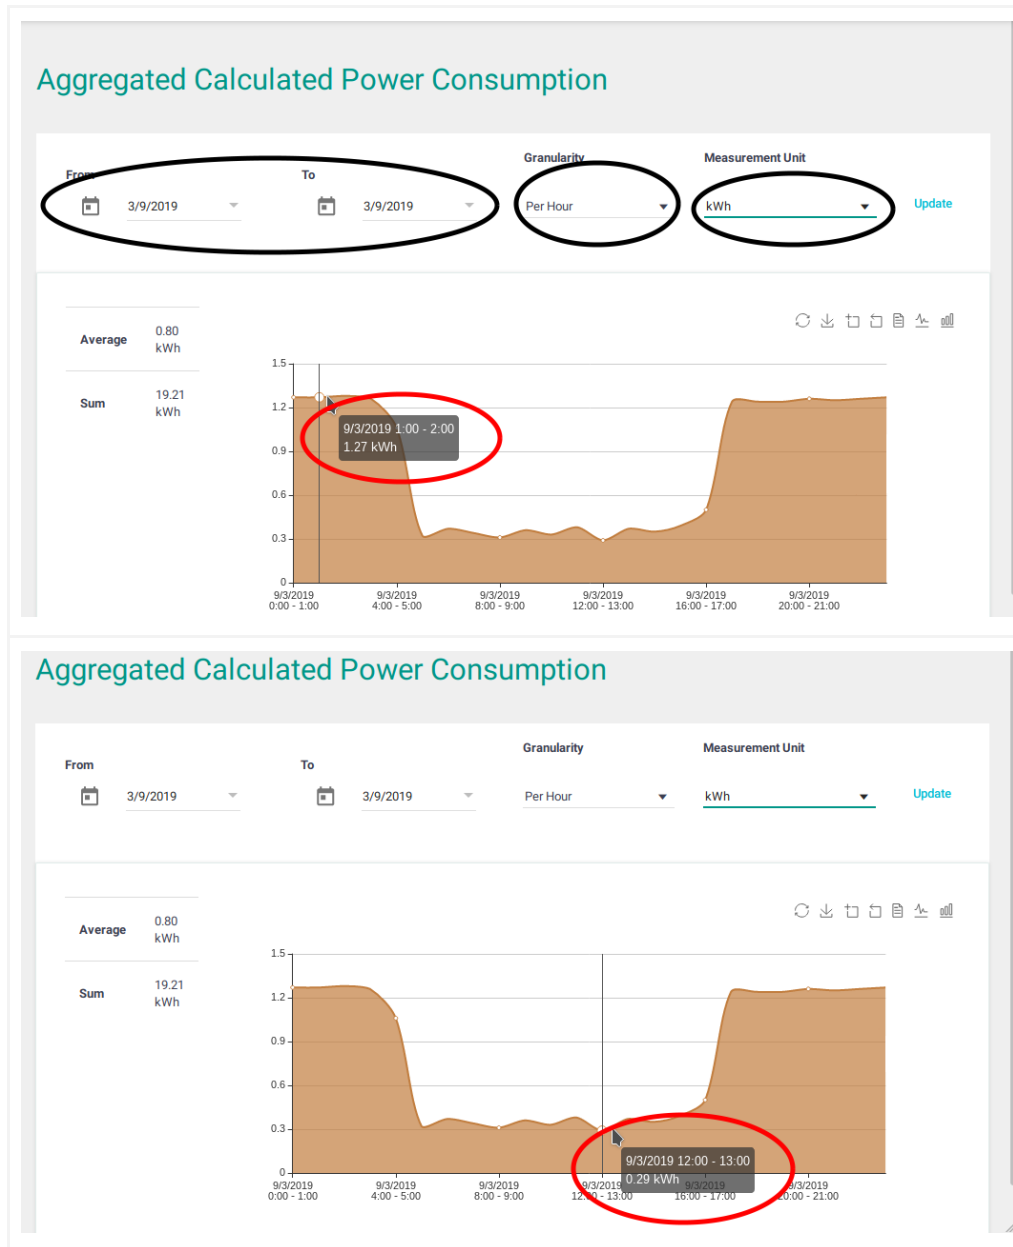 Aggregated Calculated Power Consumption
Granularity
Measurement Unit
From
To
3/9/2019
3/9/2019
Per Hour
kWh
Update
Average
0.80
kWh
Sum
19.21
kWh
1.5
1.2
0.9
0.6
0.3
0
9/3/2019 1:00 - 2:00
1.27 kWh
9/3/2019
0:00 - 1:00
9/3/2019
4:00 - 5:00
9/3/2019
8:00 - 9:00
9/3/2019
12:00 - 13:00
9/3/2019
16:00 - 17:00
9/3/2019
20:00 - 21:00
Aggregated Calculated Power Consumption
Granularity
Measurement Unit
From
To
3/9/2019
3/9/2019
Per Hour
kWh
Update
Average
0.80
kWh
Sum
19.21
kWh
1.5
1.2
0.9
0.6
0.3
0
9/3/2019 12:00 - 13:00
0.29 kWh
9/3/2019
0:00 - 1:00
9/3/2019
4:00 - 5:00
9/3/2019
8:00 - 9:00
9/3/2019
12:00 - 13:00
9/3/2019
16:00 - 17:00
9/3/2019
20:00 - 21:00